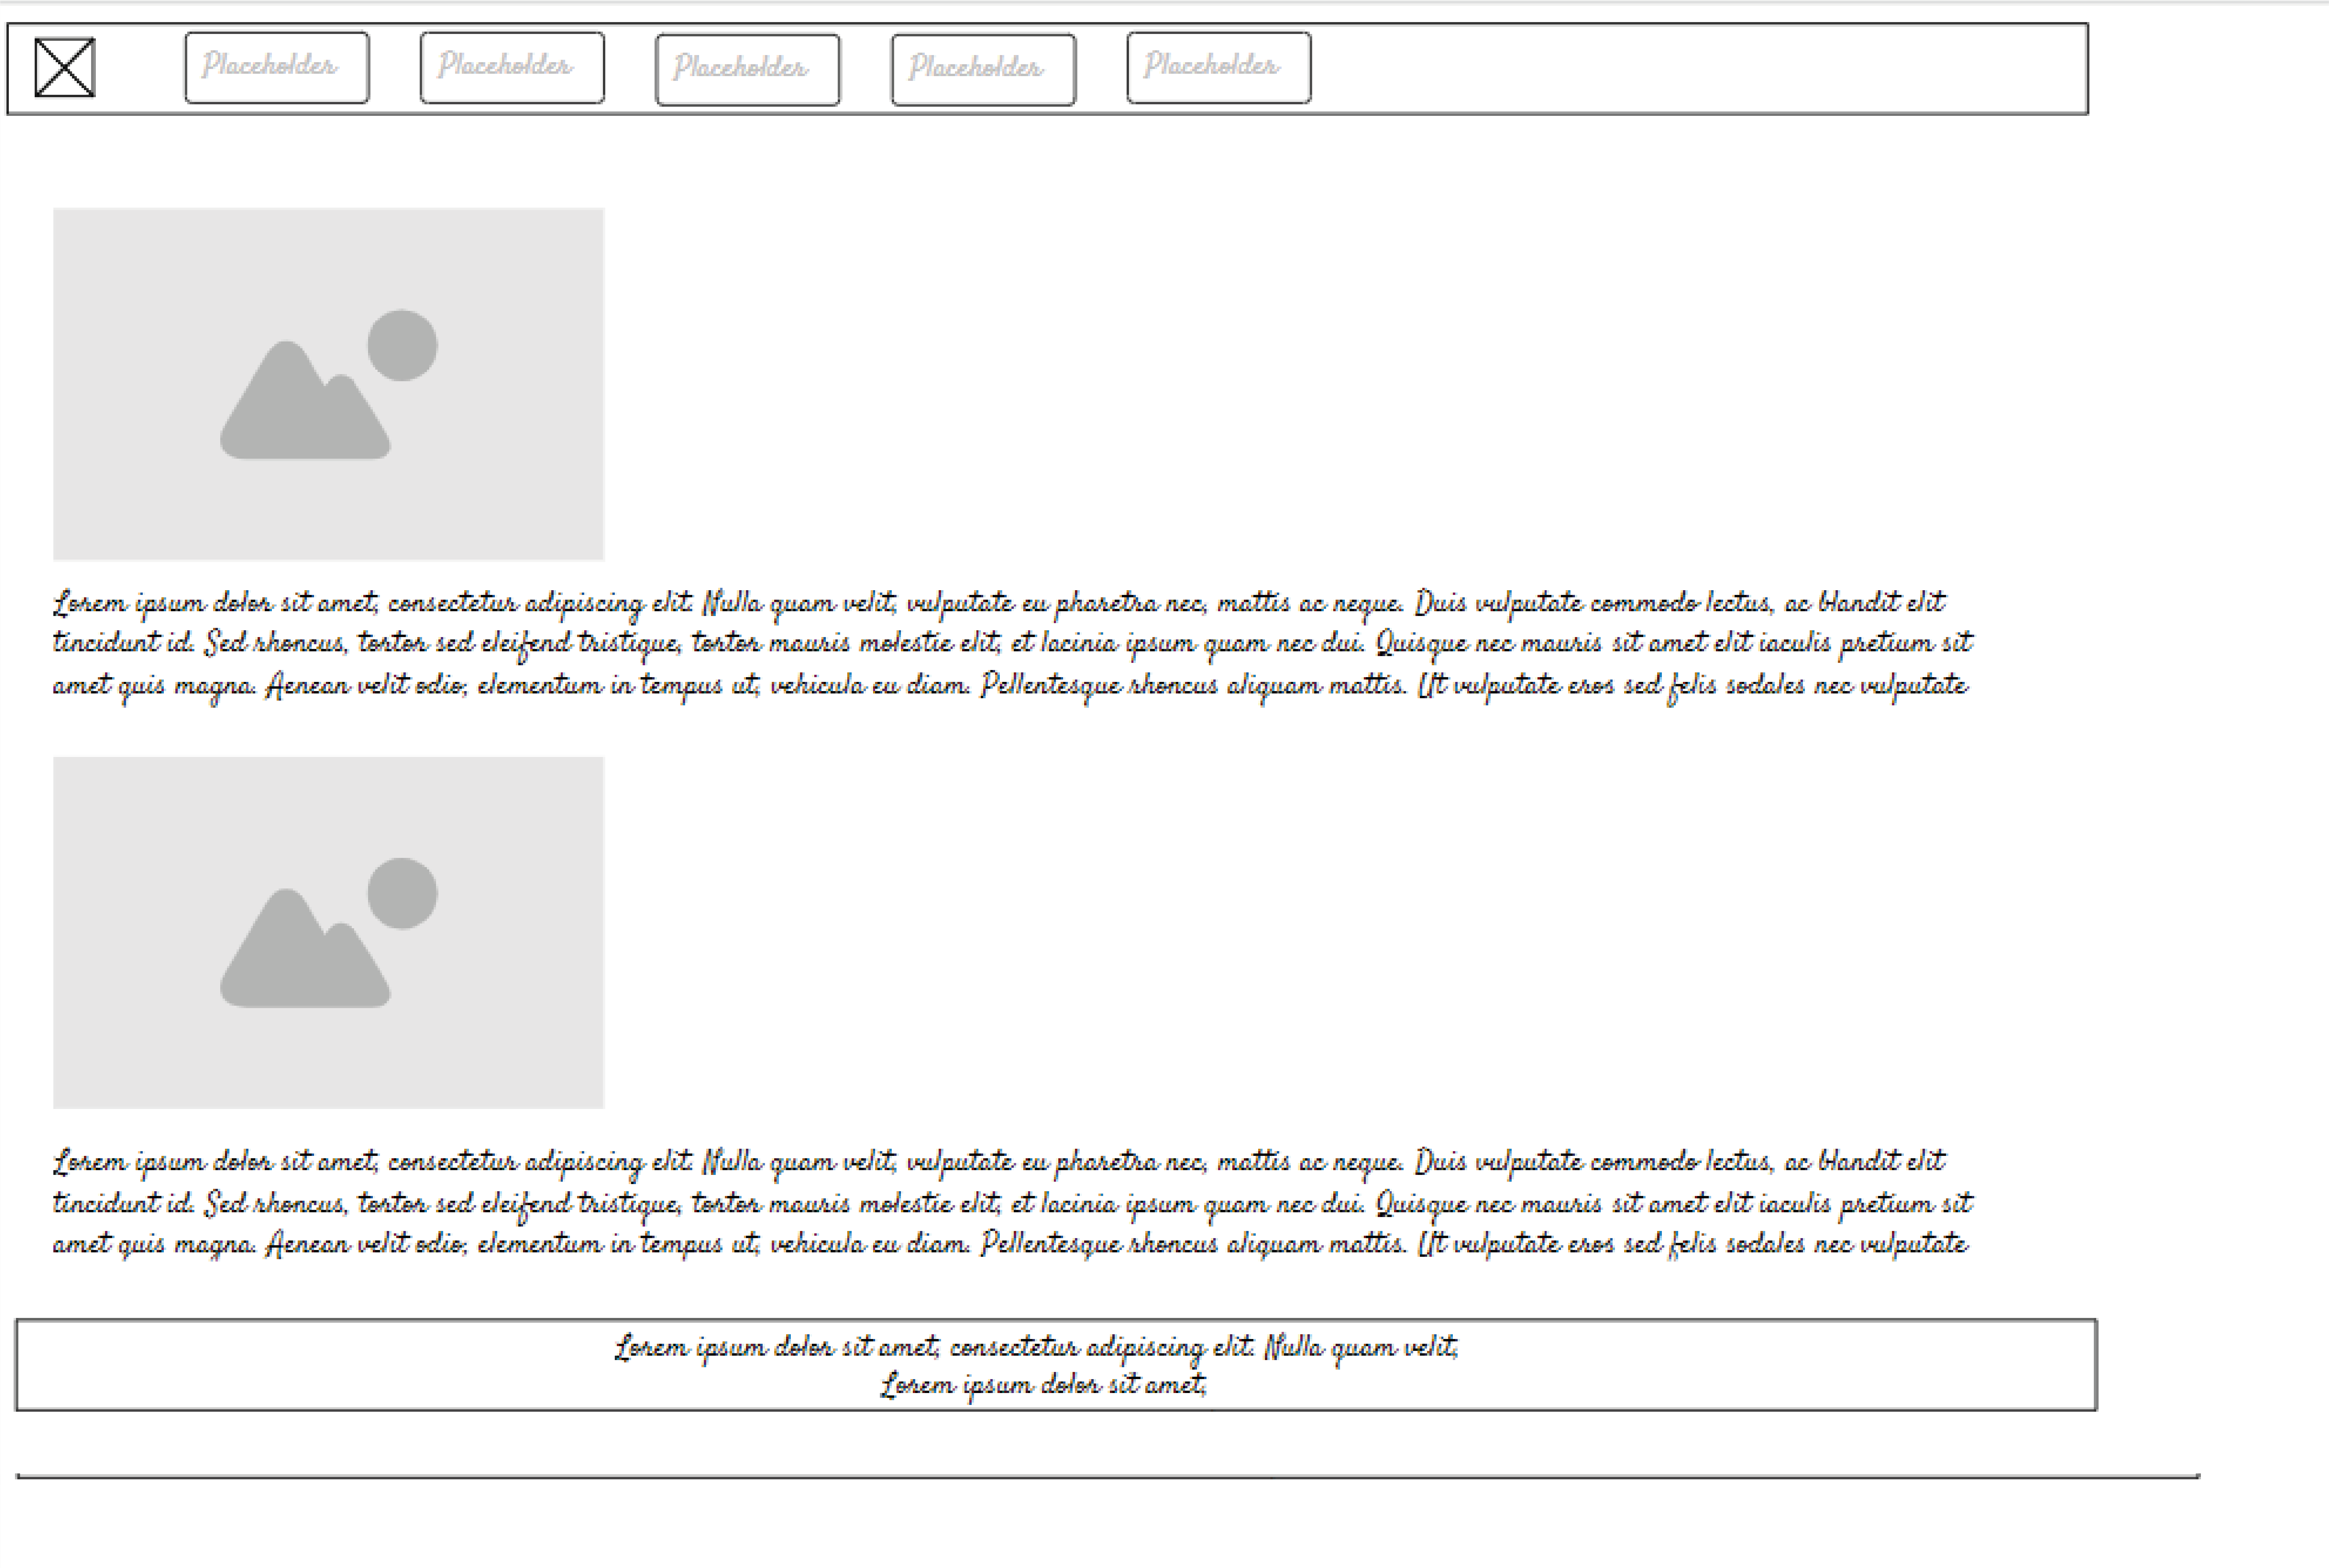 Placeholder Placeholder Placeholder Placeholder Placeholder
Lorem ipsum dolor sit amet, consectetur adipiscing elit. Nulla quam velit, vulputate eu pharetra nec, mattis ac neque. Duis vulputate commodo lectus, ac blandit elit
tincidunt id. Sed rhoncus, tortor sed eleifend tristique, tortor mauris molestie elit, et lacinia ipsum quam nec dui. Quisque nec mauris sit amet elit iaculis pretium sit
amet quis magna. Aenean velit odio, elementum in tempus ut, vehicula eu diam. Pellentesque rhoncus aliquam mattis. Ut vulputate eros sed felis sodales nec vulputate
Lorem ipsum dolor sit amet, consectetur adipiscing elit. Nulla quam velit, vulputate eu pharetra nec, mattis ac neque. Duis vulputate commodo lectus, ac blandit elit
tincidunt id. Sed rhoncus, tortor sed eleifend tristique, tortor mauris molestie elit, et lacinia ipsum quam nec dui. Quisque nec mauris sit amet elit iaculis pretium sit
amet quis magna. Aenean velit odio, elementum in tempus ut, vehicula eu diam. Pellentesque rhoncus aliquam mattis. Ut vulputate eros sed felis sodales nec vulputate
Lorem ipsum dolor sit amet, consectetur adipiscing elit. Nulla quam velit,
Lorem ipsum dolor sit amet,